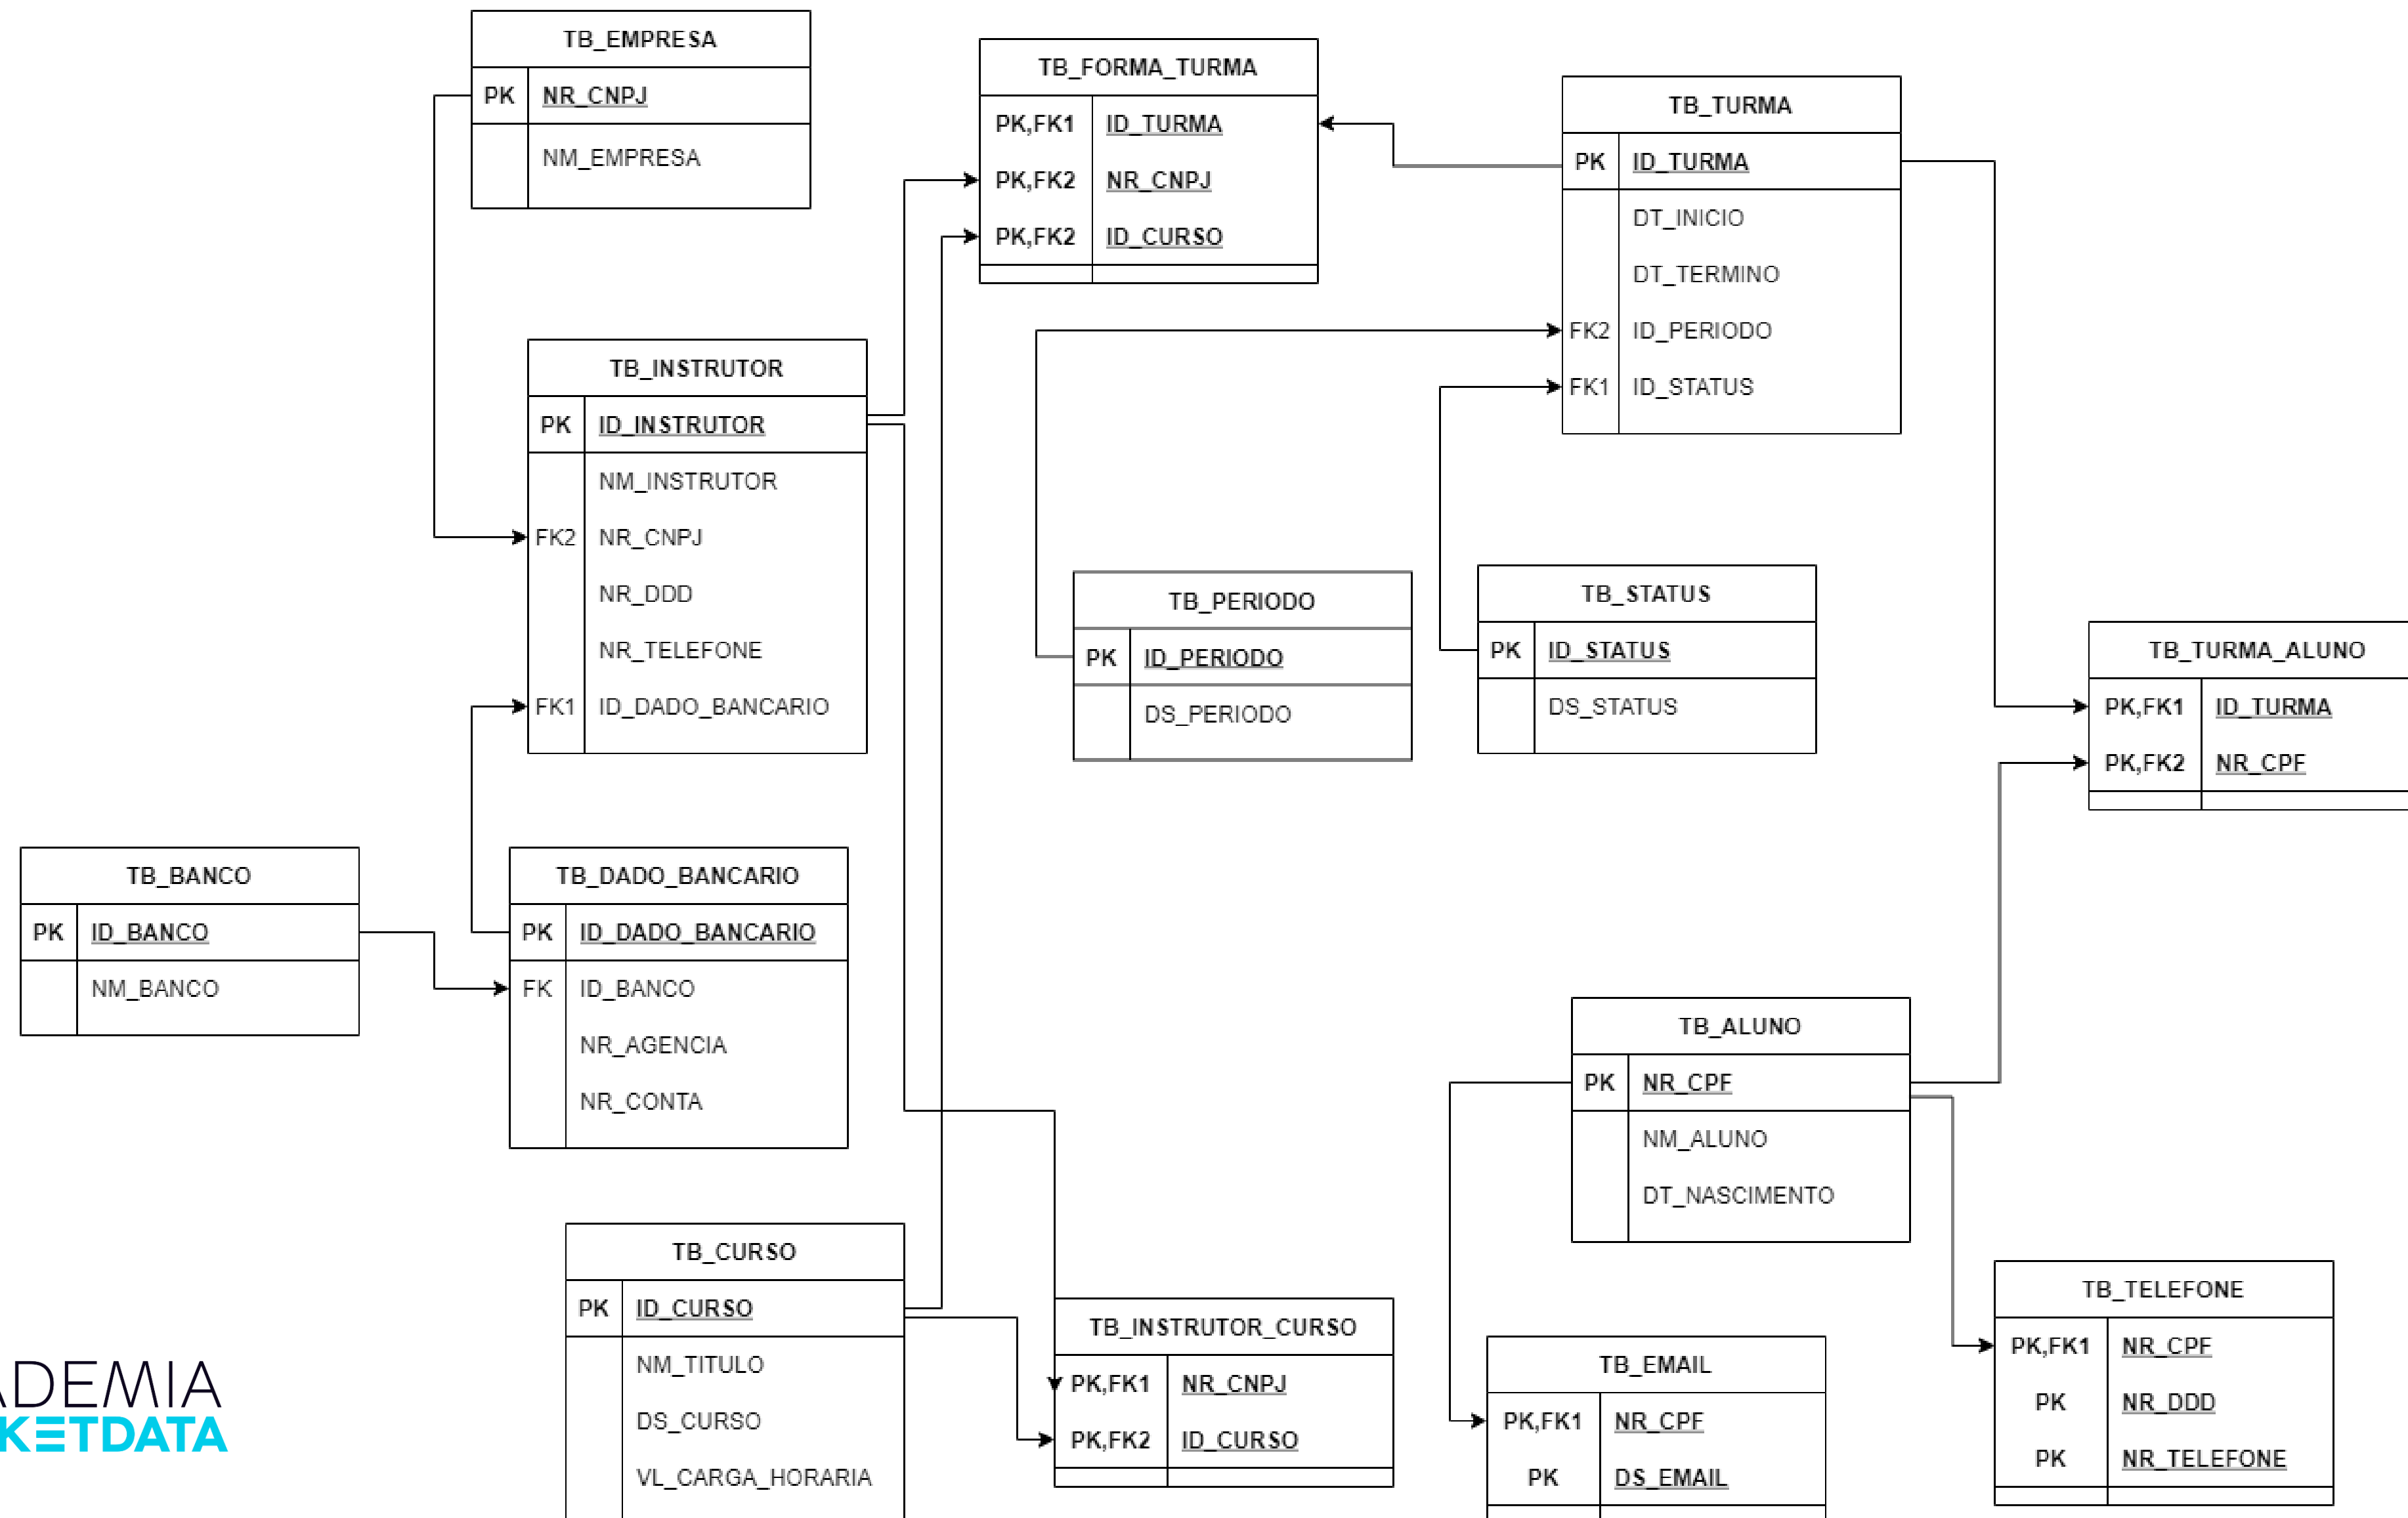 TB_EMPRESA
PK NR_CNPJ
NM_EMPRESA
TB_FORMA_TURMA
PK,FK1 ID_TURMA
PK,FK2 NR_CNPJ
PK,FK2 ID_CURSO
TB_TURMA
PK ID_TURMA
DT_INICIO
DT_TERMINO
FK2 ID_PERIODO
FK1 ID_STATUS
TB_INSTRUTOR
PK ID_INSTRUTOR
NM_INSTRUTOR
FK2 NR_CNPJ
NR_DDD
NR_TELEFONE
FK1 ID_DADO_BANCARIO
TB_PERIODO
PK ID_PERIODO
DS_PERIODO
TB_STATUS
PK ID_STATUS
DS_STATUS
TB_TURMA_ALUNO
PK,FK1 ID_TURMA
PK,FK2 NR_CPF
TB_BANCO
PK ID_BANCO
NM_BANCO
TB_DADO_BANCARIO
PK ID_DADO_BANCARIO
FK ID_BANCO
NR_AGENCIA
NR_CONTA
TB_ALUNO
PK NR_CPF
NM_ALUNO
DT_NASCIMENTO
TB_CURSO
PK ID_CURSO
NM_TITULO
DS_CURSO
VL_CARGA_HORARIA
TB_INSTRUTOR_CURSO
PK,FK1 NR_CNPJ
PK,FK2 ID_CURSO
TB_EMAIL
PK,FK1 NR_CPF
PK DS_EMAIL
TB_TELEFONE
PK,FK1 NR_CPF
PK NR_DDD
PK NR_TELEFONE
ADEMIA
KETDATA